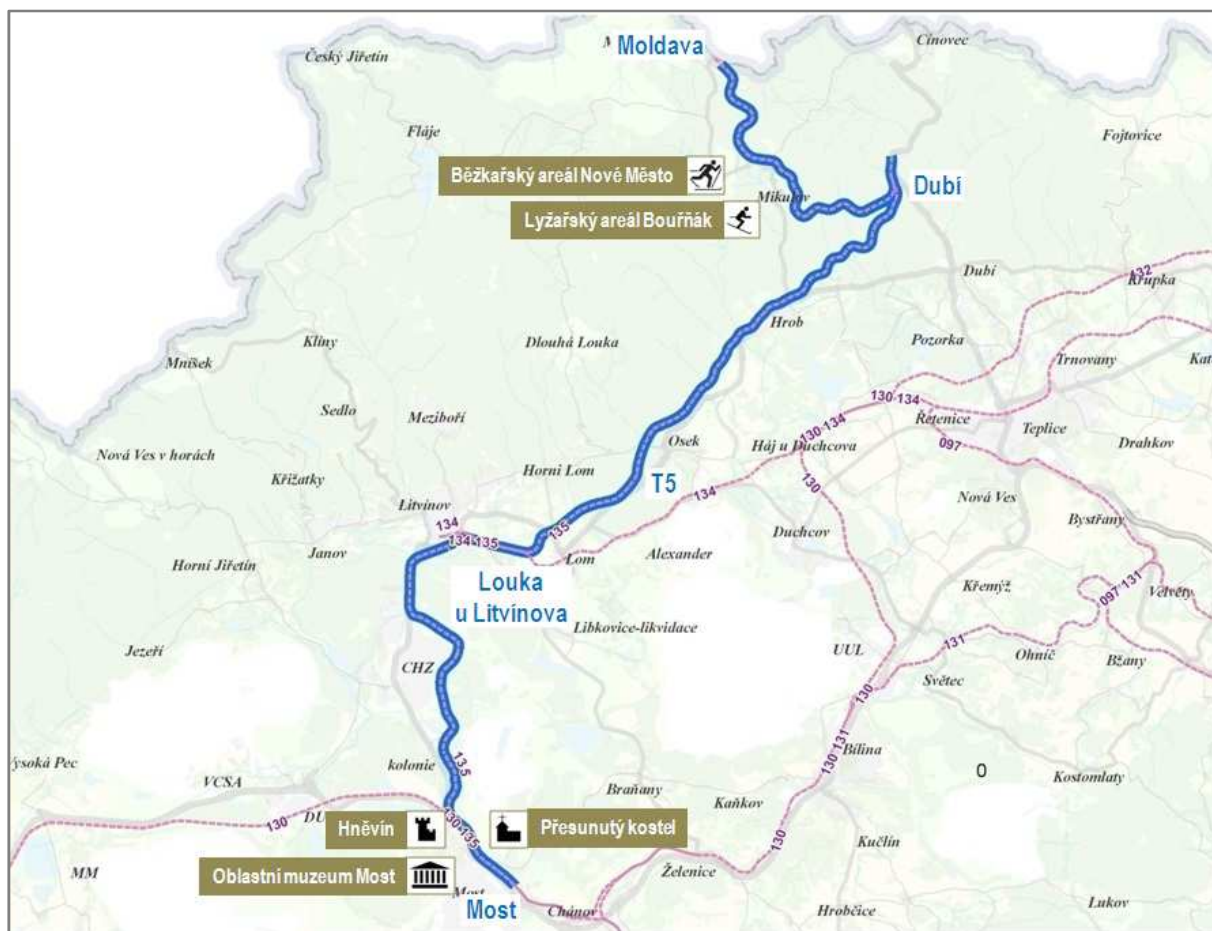 Cínovec
Moldava
Český Jiřetín
Fláje
Fojtovice
Běžkařský areál Nové Město
Mikulov
Dubí
Lyžařský areál Bouřňák
Dubí
132
Krupka
Hrob
Klíny
Dlouhá Louka
Pozorka
Trnovany
Mníšek
130 134
Sedlo
Meziboří
Řetenice
Teplice
130 134
Osek
Háj u Duchcova
097
Drahkov
Nová Ves v horách
Křižatky
Horní Lom
T5
134
130
Nová Ves
Litvínov
134
135
Duchcov
Bystřany
134 135
Janov
Lom
Alexander
Horní Jiřetín
Louka
u Litvínova
Křemýž
097 131
Velvěty
Libkovice-likvidace
131
Jezeří
CHZ
UUL
Ohníč
Bžany
Světec
130
kolonie
135
Bílina
130 131
0
Kostomlaty
Vysoká Pec
VCSA
Braňany
Kaňkov
130
Hněvín
130 135
Přesunutý kostel
130
Kučlín
MM
Oblastní muzeum Most
Želenice
Most
Most
Chánov
Hrobčice
Lukov